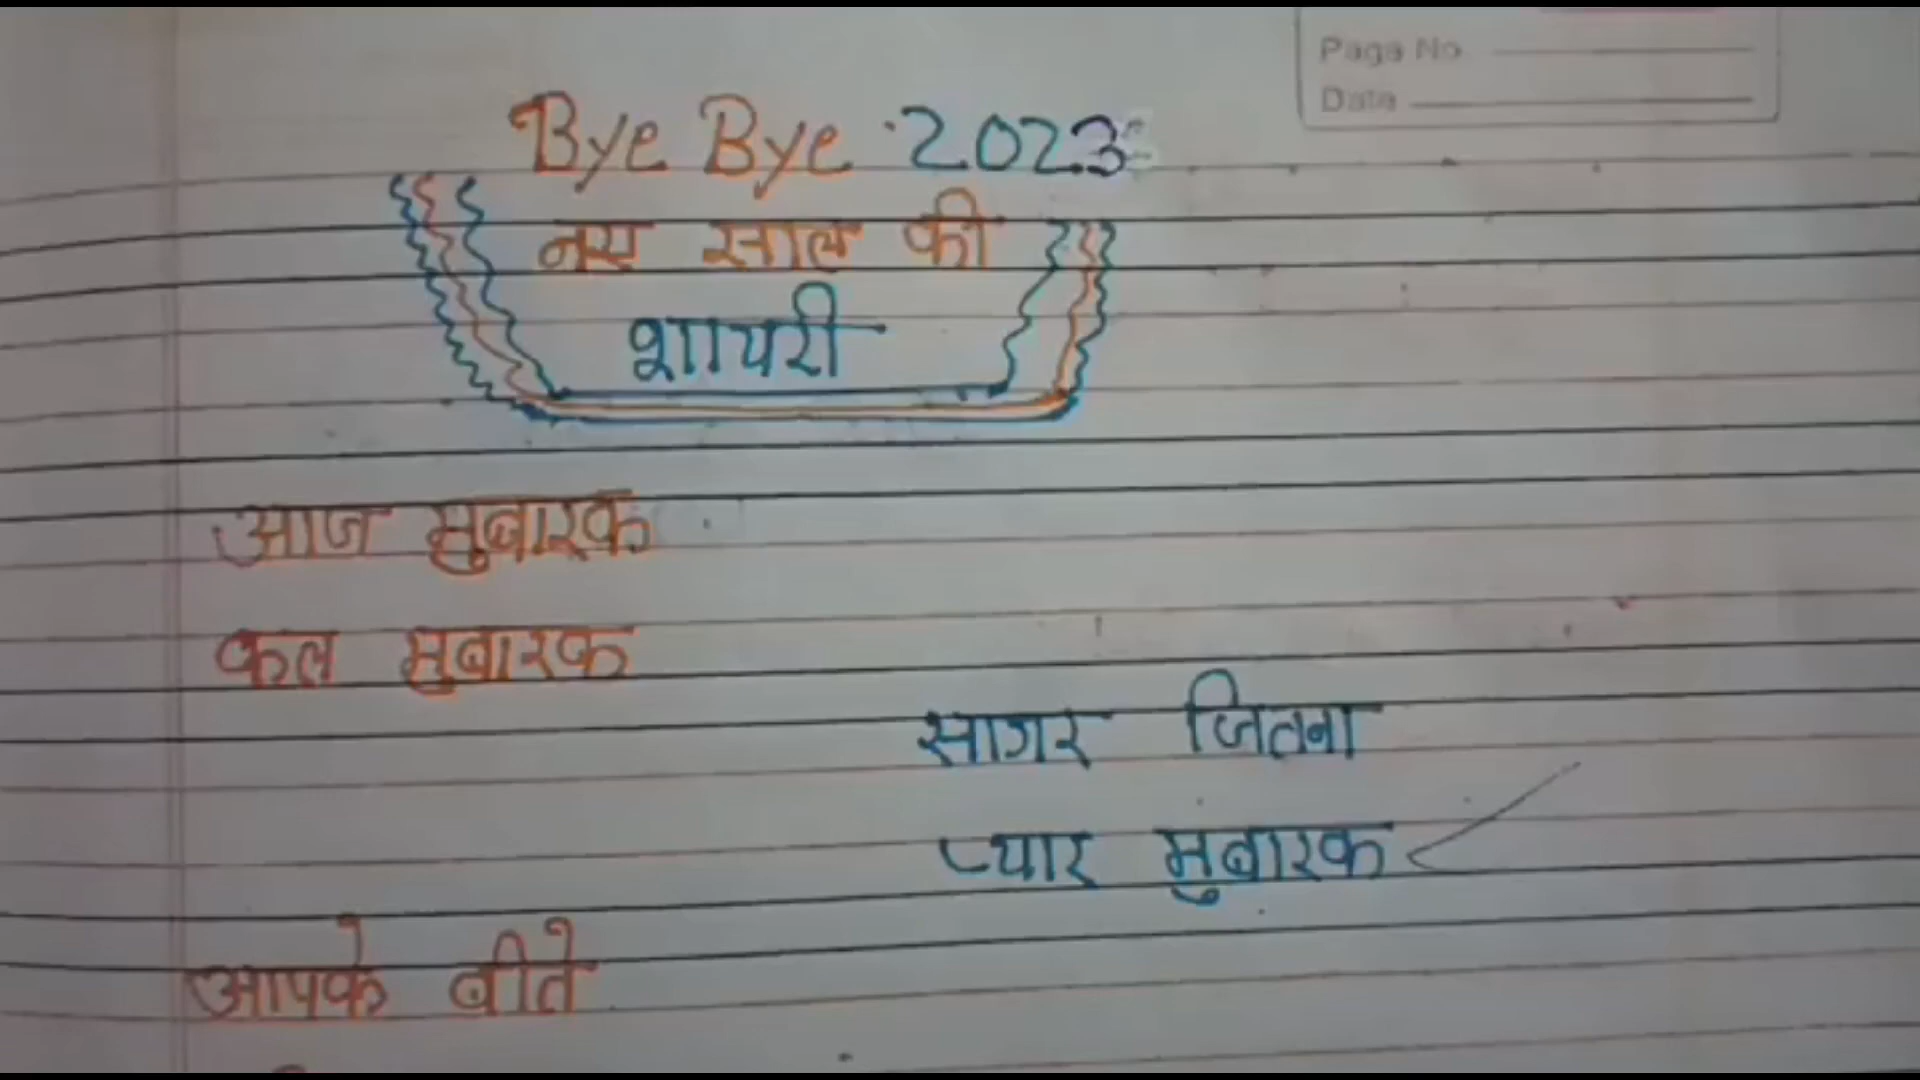 Page No
Date
Bye Bye 2023
नए साल की
शायरी
आज मुबारक
कल मुबारक
सागर जितना
प्यार मुबारक
आपके बीते